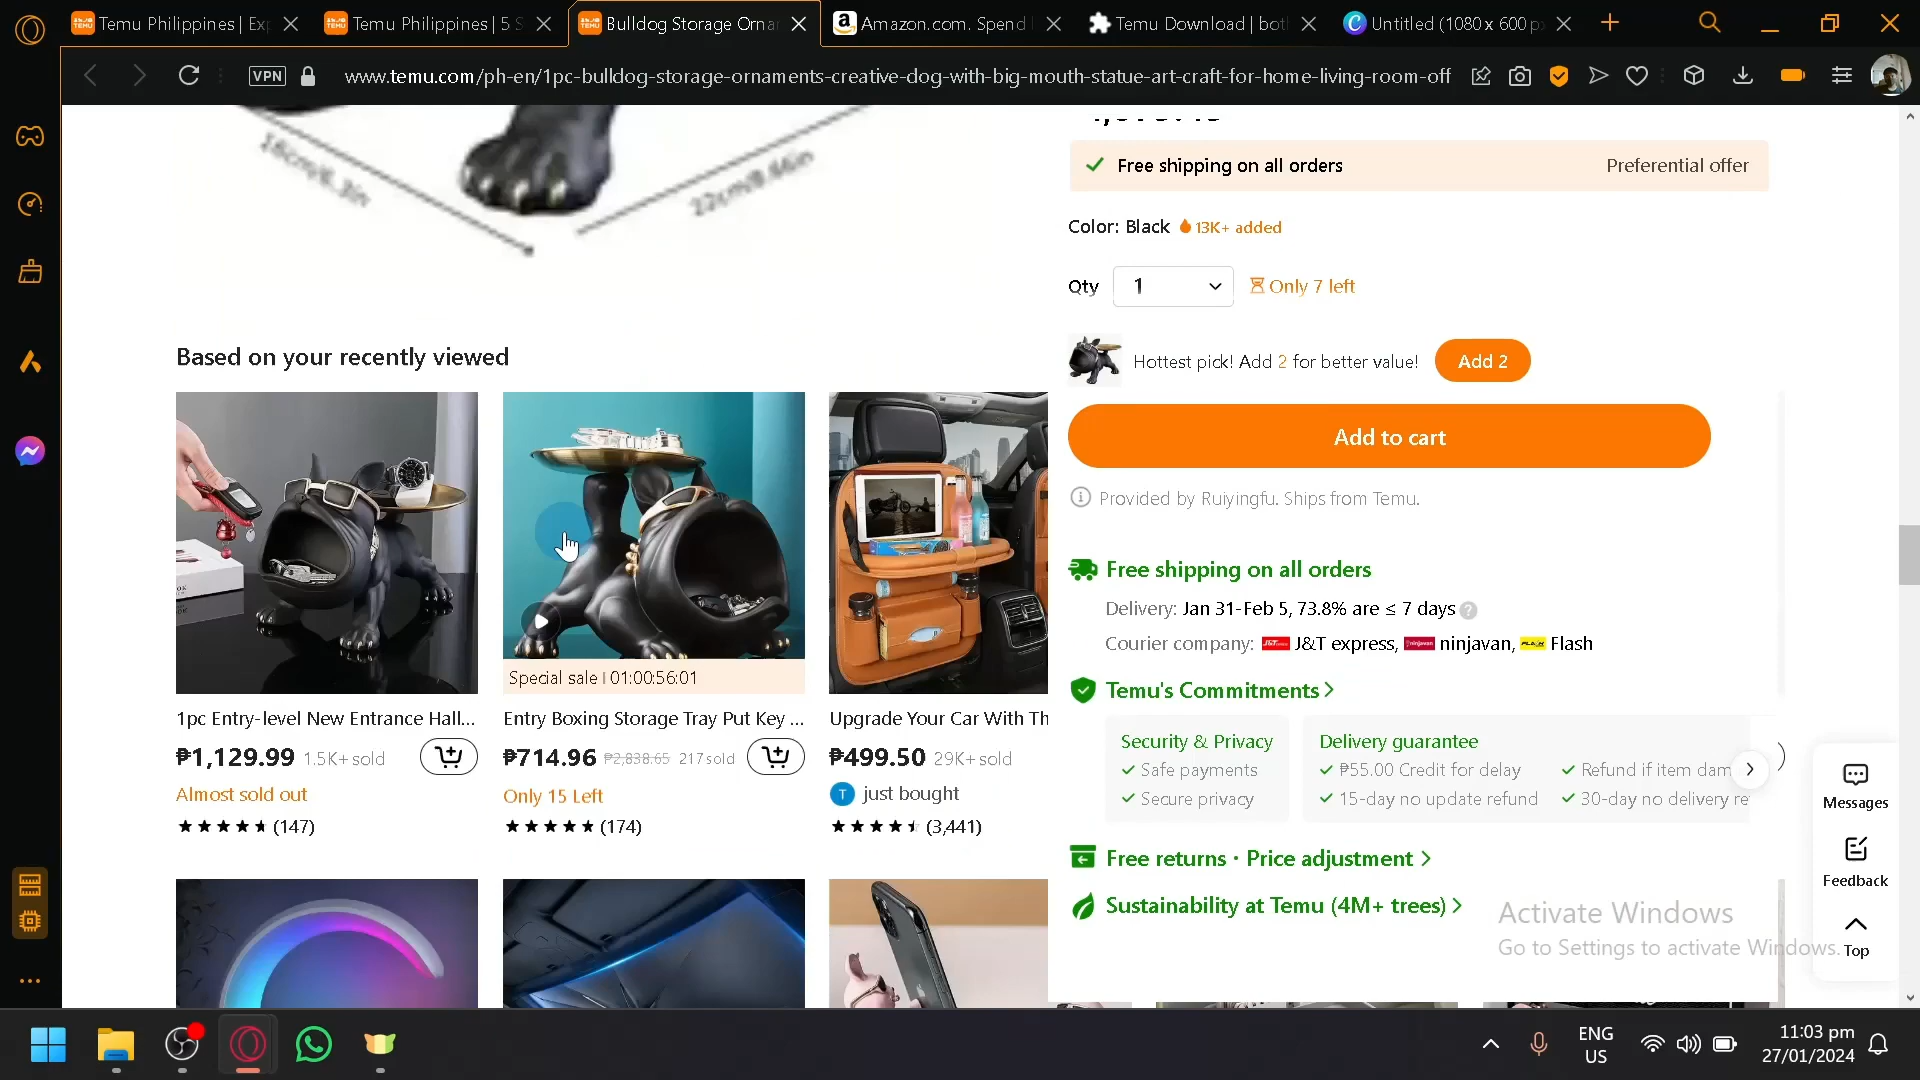 Temu Philippines | Ex
Temu Philippines | 5 S
Bulldog Storage Orna
Amazon.com. Spend
Temu Download | bot
Untitled (1080 x 600 p
VPN
www.temu.com/ph-en/1pc-bulldog-storage-ornaments-creative-dog-with-big-mouth-statue-art-craft-for-home-living-room-off
16cm/6.3in
22cm/8.66in
Free shipping on all orders
Preferential offer
Color: Black
13K+ added
Qty
1
Only 7 left
Hottest pick! Add 2 for better value!
Add 2
Add to cart
Provided by Ruiyingfu. Ships from Temu.
Free shipping on all orders
Delivery: Jan 31-Feb 5, 73.8% are ≤ 7 days
Courier company: J&T express, ninjavan, Flash
Temu's Commitments
Security & Privacy
Safe payments
Secure privacy
Delivery guarantee
₱55.00 Credit for delay
Refund if item dam
15-day no update refund
30-day no delivery re
Free returns · Price adjustment
Sustainability at Temu (4M+ trees)
Based on your recently viewed
Special sale | 01:00:56:01
1pc Entry-level New Entrance Hall...
₱1,129.99 1.5K+ sold
Almost sold out
(147)
Entry Boxing Storage Tray Put Key ...
₱714.96 ₱2,838.65 217 sold
Only 15 Left
(174)
Upgrade Your Car With Th
₱499.50 29K+ sold
T just bought
(3,441)
Messages
Feedback
Top
Activate Windows
Go to Settings to activate Windows.
ENG
US
11:03 pm
27/01/2024